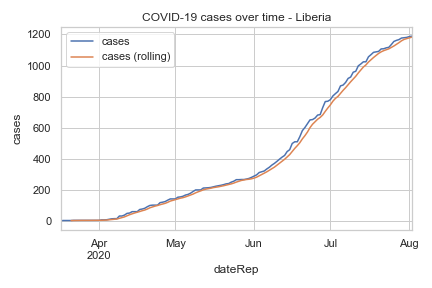 COVID-19 cases over time - Liberia
cases
cases (rolling)
1200
1000
800
600
400
200
0
cases
Apr
2020
May
Jun
Jul
Aug
dateRep